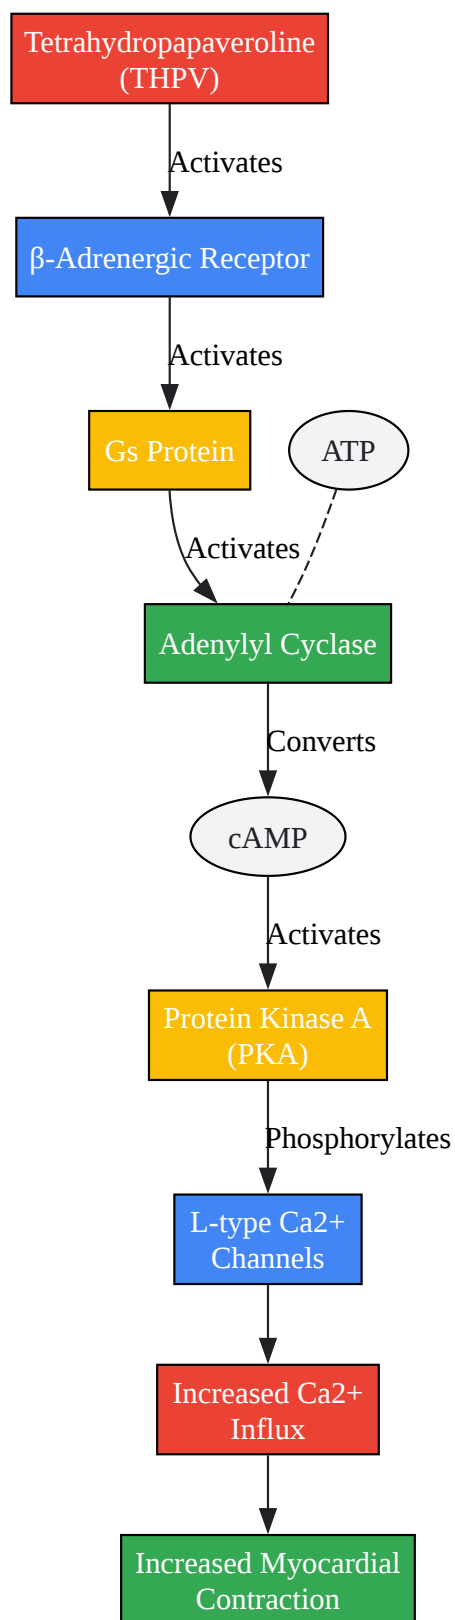 Tetrahydropapaveroline
(THPV)
Activates
β-Adrenergic Receptor
Activates
Gs Protein
ATP
Activates
Adenylyl Cyclase
Converts
cAMP
Activates
Protein Kinase A
(PKA)
Phosphorylates
L-type Ca2+
Channels
Increased Ca2+
Influx
Increased Myocardial
Contraction